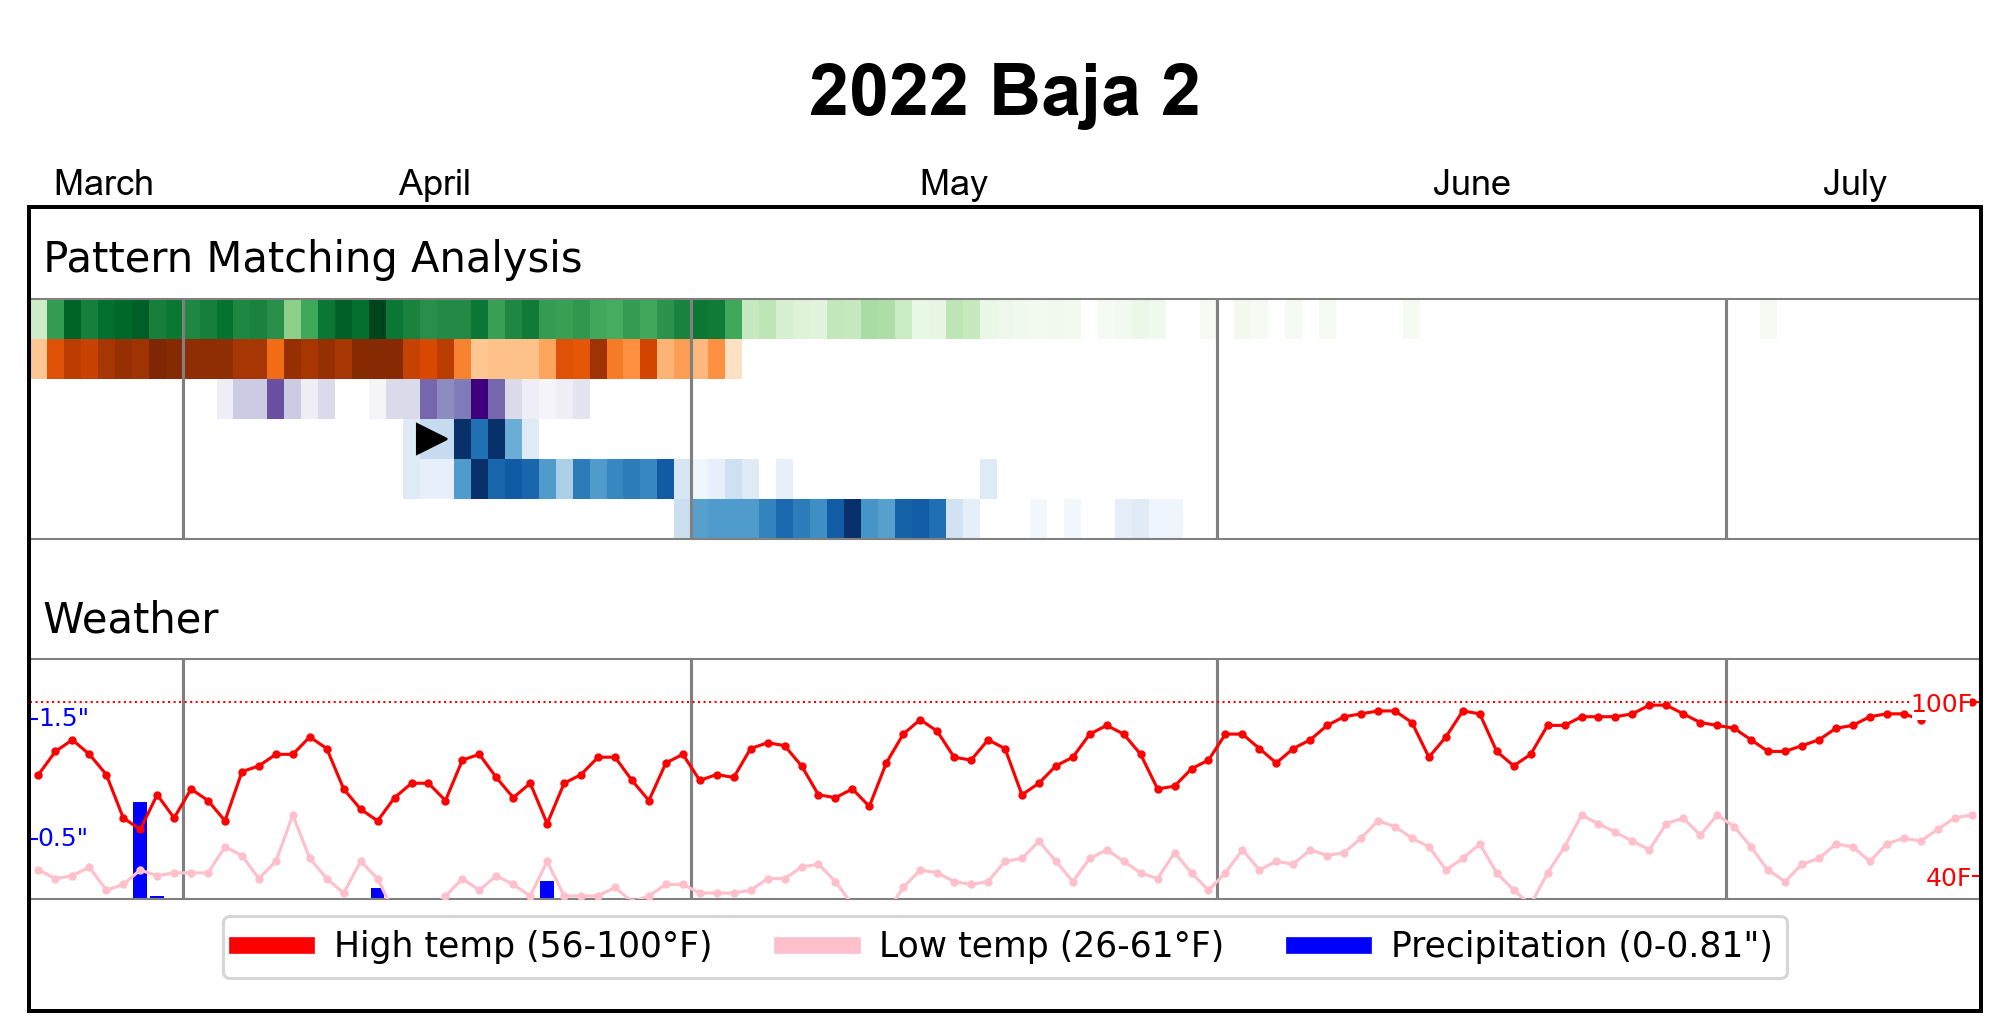 2022 Baja 2
March April May June July
Pattern Matching Analysis
Weather
1.5" 100F
0.5"
40F
High temp (56-100°F) Low temp (26-61°F) Precipitation (0-0.81")